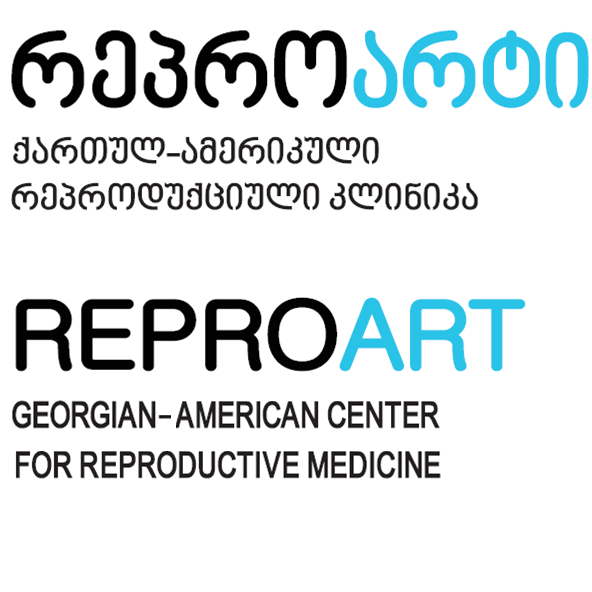 რეპროარტი
ქართულ-ამერიკული
რეპროდუქციული კლინიკა
REPROART
GEORGIAN-AMERICAN CENTER
FOR REPRODUCTIVE MEDICINE